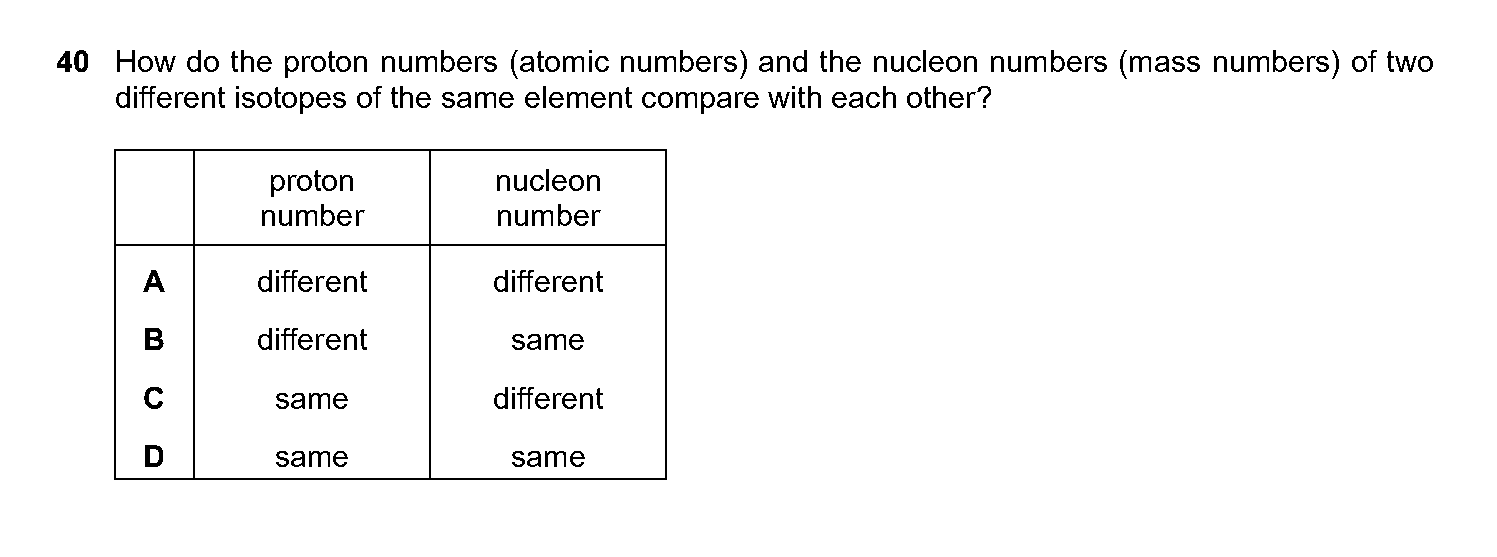 40 How do the proton numbers (atomic numbers) and the nucleon numbers (mass numbers) of two
different isotopes of the same element compare with each other?
proton number nucleon number
A different different
B different same
C same different
D same same